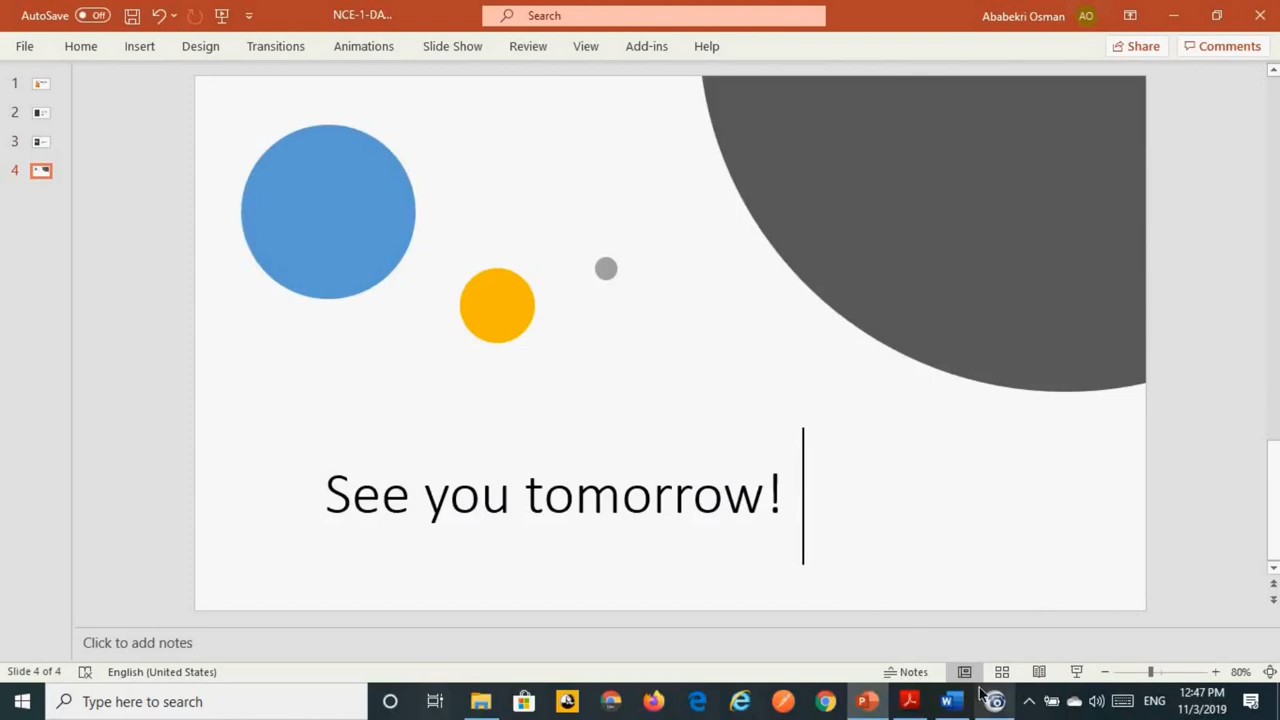 AutoSave Off NCE-1-DA... Search Ababekri Osman AO
File Home Insert Design Transitions Animations Slide Show Review View Add-ins Help Share Comments
1
2
3
4
See you tomorrow!
Click to add notes
Slide 4 of 4 English (United States) Notes 80%
Type here to search ENG 12:47 PM
11/3/2019